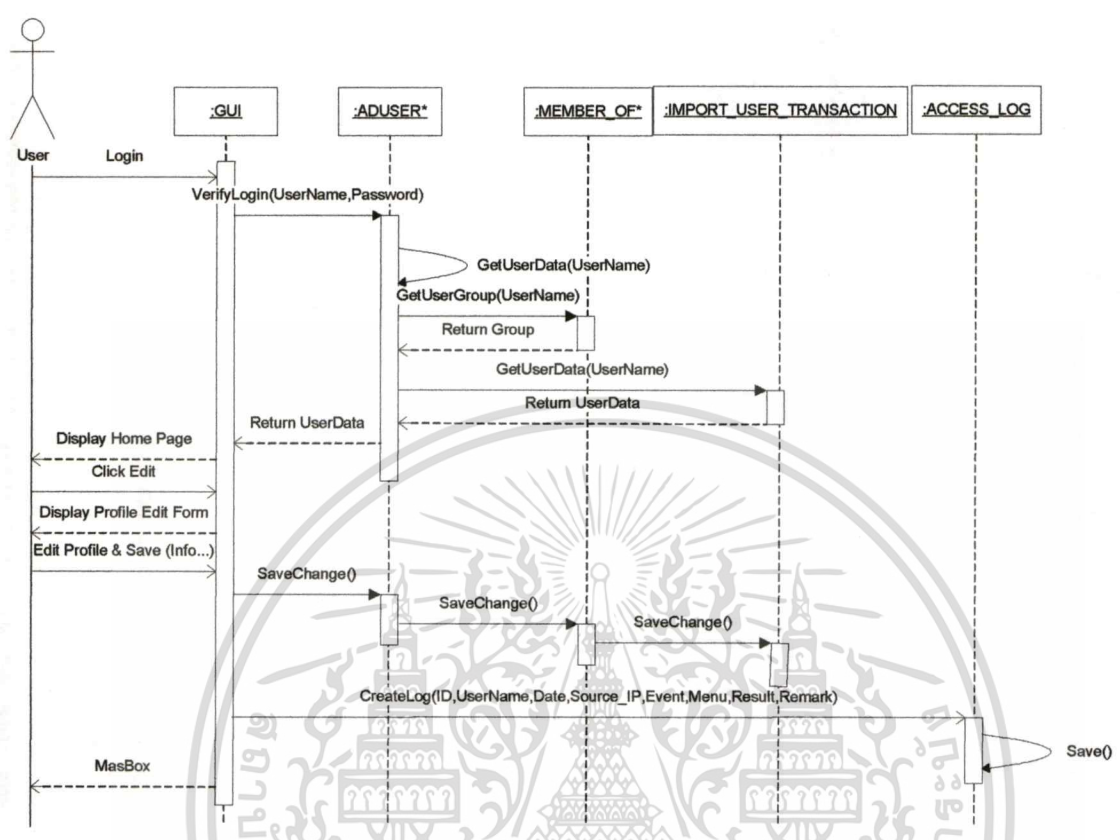 :GUI
:ADUSER*
:MEMBER_OF*
:IMPORT_USER_TRANSACTION
:ACCESS_LOG
User
Login
VerifyLogin(UserName,Password)
GetUserData(UserName)
GetUserGroup(UserName)
Return Group
GetUserData(UserName)
Return UserData
Return UserData
Display Home Page
Click Edit
Display Profile Edit Form
Edit Profile & Save (Info...)
SaveChange()
SaveChange()
SaveChange()
CreateLog(ID,UserName,Date,Source_IP,Event,Menu,Result,Remark)
Save()
MasBox